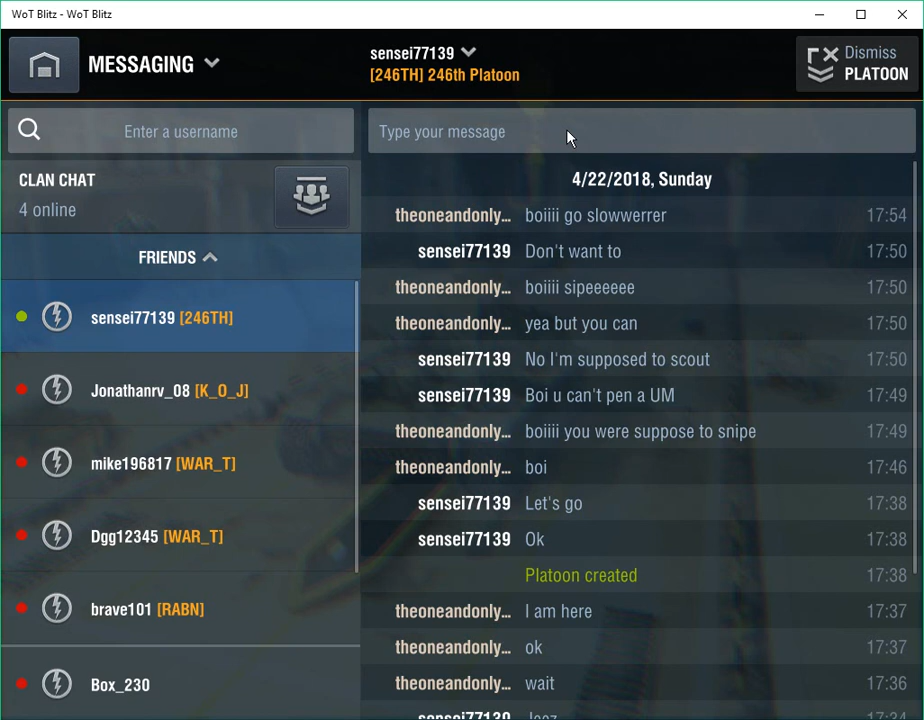 WoT Blitz - WoT Blitz
MESSAGING
sensei77139
[246TH] 246th Platoon
Dismiss
PLATOON
Enter a username
CLAN CHAT
4 online
FRIENDS
sensei77139 [246TH]
Jonathanrv_08 [K_O_J]
mike196817 [WAR_T]
Dgg12345 [WAR_T]
brave101 [RABN]
Box_230
Type your message
4/22/2018, Sunday
theoneandonly... boiiii go slowwerrer 17:54
sensei77139 Don't want to 17:50
theoneandonly... boiiii sipeeeeee 17:50
theoneandonly... yea but you can 17:50
sensei77139 No I'm supposed to scout 17:50
sensei77139 Boi u can't pen a UM 17:49
theoneandonly... boiiii you were suppose to snipe 17:49
theoneandonly... boi 17:46
sensei77139 Let's go 17:38
sensei77139 Ok 17:38
Platoon created 17:38
theoneandonly... I am here 17:37
theoneandonly... ok 17:37
theoneandonly... wait 17:36
sensei77139 Jeez 17:34